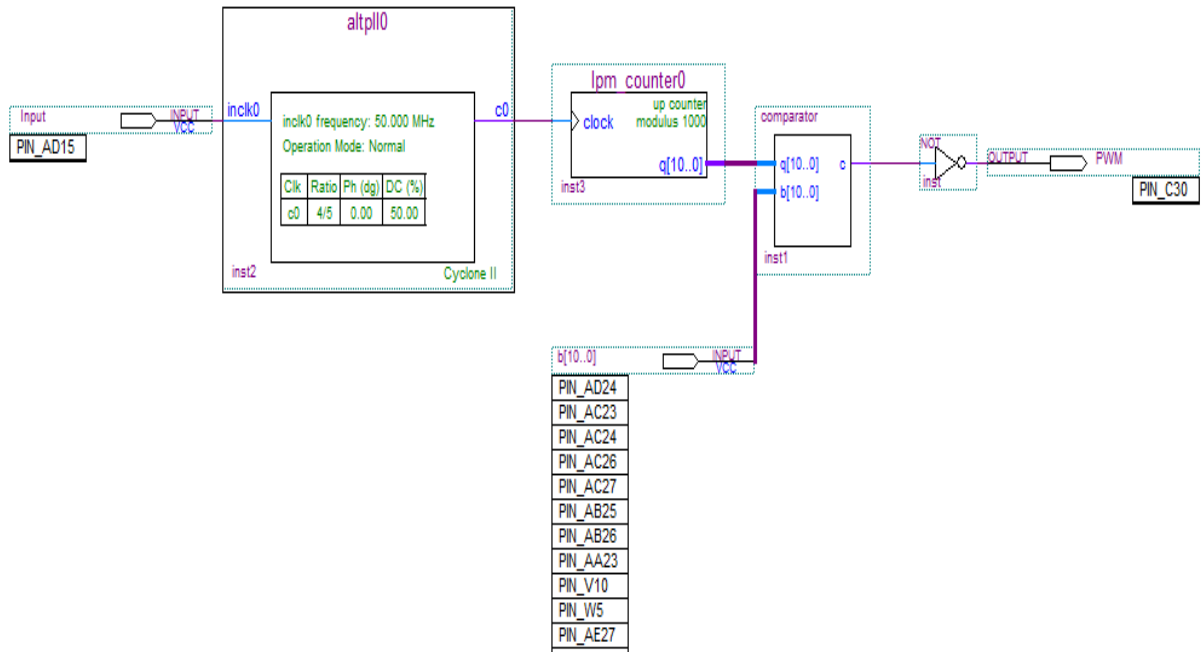 altpll0
Input
INPUT
VCC
PIN_AD15
inclk0
c0
inclk0 frequency: 50.000 MHz
Operation Mode: Normal
Clk Ratio Ph (dg) DC (%)
c0 4/5 0.00 50.00
inst2
Cyclone II
lpm_counter0
up counter
modulus 1000
clock
q[10..0]
inst3
comparator
q[10..0]
b[10..0]
c
inst1
NOT
inst
OUTPUT
PWM
PIN_C30
b[10..0]
INPUT
VCC
PIN_AD24
PIN_AC23
PIN_AC24
PIN_AC26
PIN_AC27
PIN_AB25
PIN_AB26
PIN_AA23
PIN_V10
PIN_W5
PIN_AE27